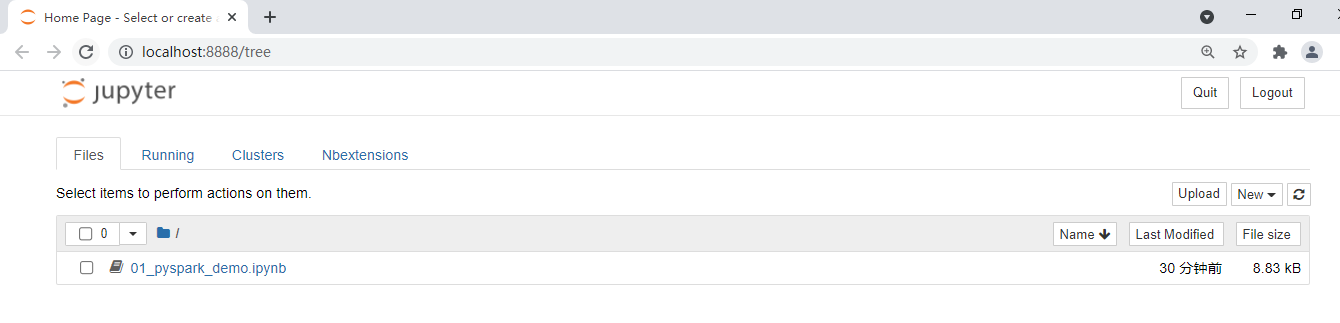 Home Page - Select or create a
localhost:8888/tree
jupyter
Quit
Logout
Files
Running
Clusters
Nbextensions
Select items to perform actions on them.
Upload
New
0
/
Name
Last Modified
File size
01_pyspark_demo.ipynb
30 分钟前
8.83 kB